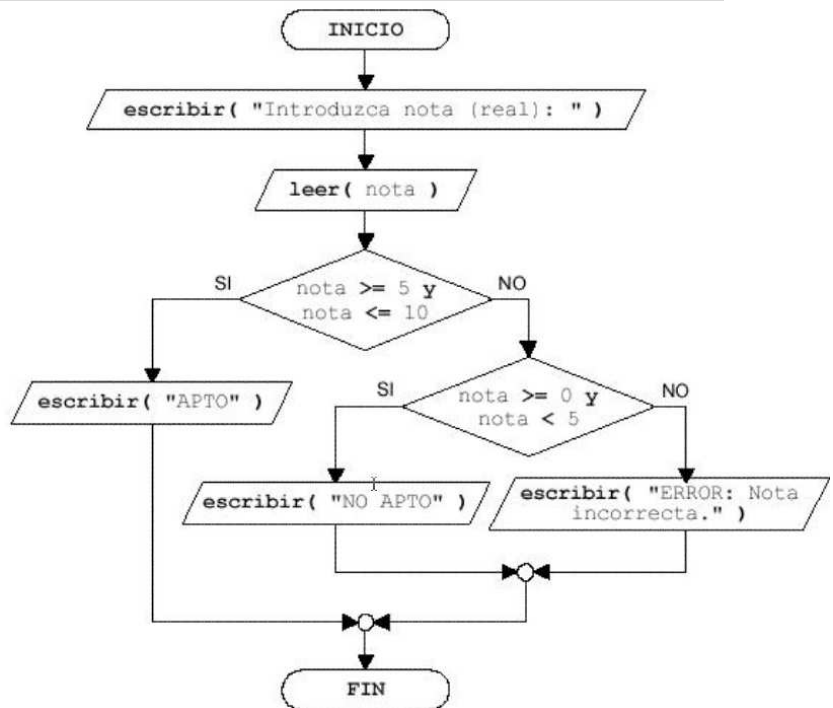 INICIO
escribir( "Introduzca nota (real): " )
leer( nota )
SI
nota >= 5 y
nota <= 10
NO
escribir( "APTO" )
SI
nota >= 0 y
nota < 5
NO
escribir( "NO APTO" )
escribir( "ERROR: Nota
incorrecta." )
FIN